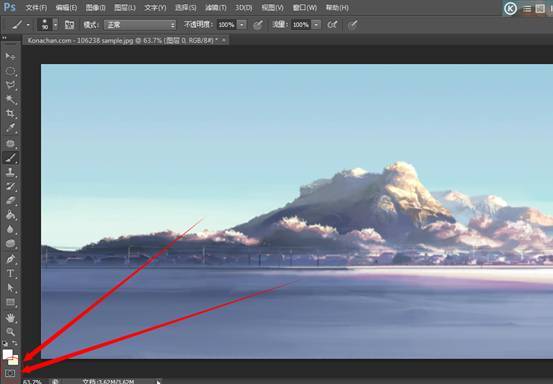 Ps 文件(F) 编辑(E) 图像(I) 图层(L) 文字(Y) 选择(S) 滤镜(T) 3D(D) 视图(V) 窗口(W) 帮助(H)
90 模式: 正常 不透明度: 100% 流量: 100%
Konachan.com - 106238 sample.jpg @ 63.7% (图层 0, RGB/8#) * ×
T
63.7% 文档:3.62M/3.62M